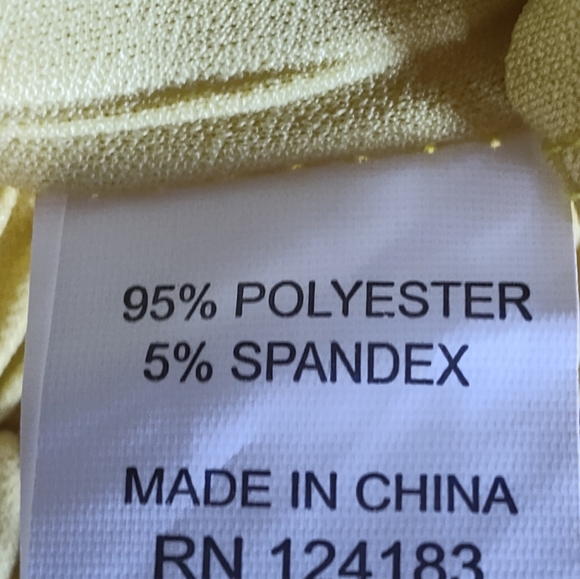 95% POLYESTER
5% SPANDEX
MADE IN CHINA
RN 124183